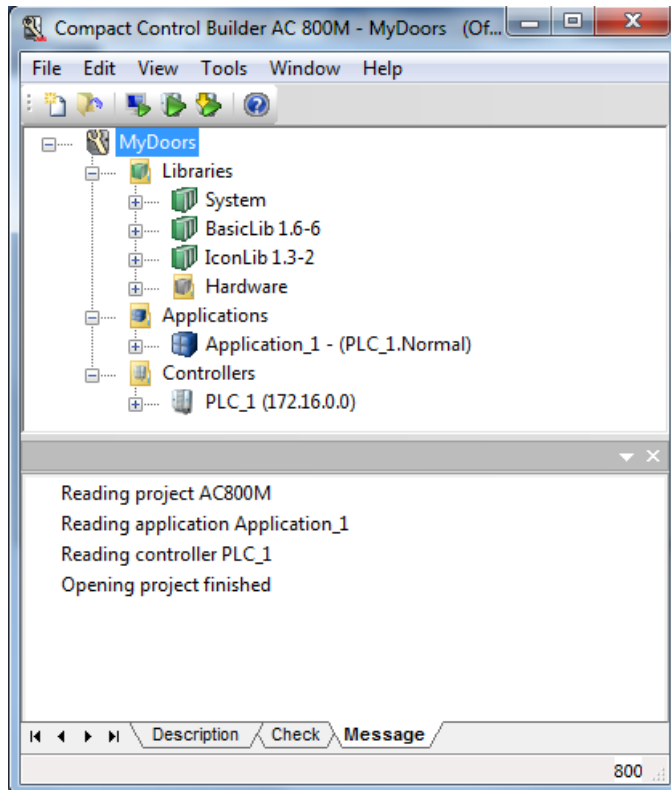 Compact Control Builder AC 800M - MyDoors (Of...
File Edit View Tools Window Help
MyDoors
Libraries
System
BasicLib 1.6-6
IconLib 1.3-2
Hardware
Applications
Application_1 - (PLC_1.Normal)
Controllers
PLC_1 (172.16.0.0)
Reading project AC800M
Reading application Application_1
Reading controller PLC_1
Opening project finished
Description Check Message
800